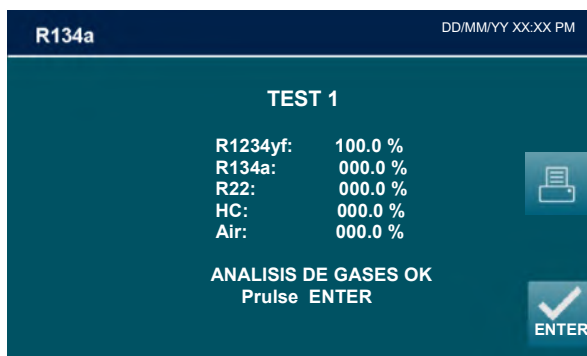 R134a
DD/MM/YY XX:XX PM
TEST 1
R1234yf: 100.0 %
R134a: 000.0 %
R22: 000.0 %
HC: 000.0 %
Air: 000.0 %
ANALISIS DE GASES OK
Prulse ENTER
ENTER